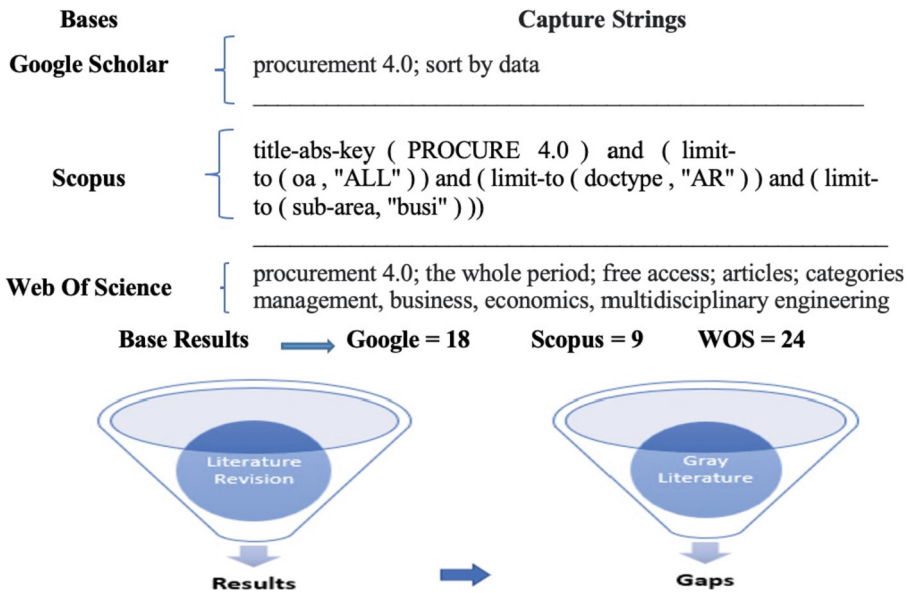 Bases Capture Strings
Google Scholar procurement 4.0; sort by data
title-abs-key ( PROCURE 4.0 ) and ( limit-
Scopus to ( oa , "ALL" ) ) and ( limit-to ( doctype , "AR" ) ) and ( limit-
to ( sub-area, "busi" ) ))
Web Of Science procurement 4.0; the whole period; free access; articles; categories
management, business, economics, multidisciplinary engineering
Base Results Google = 18 Scopus = 9 WOS = 24
Literature
Revision
Gray
Literature
Results Gaps